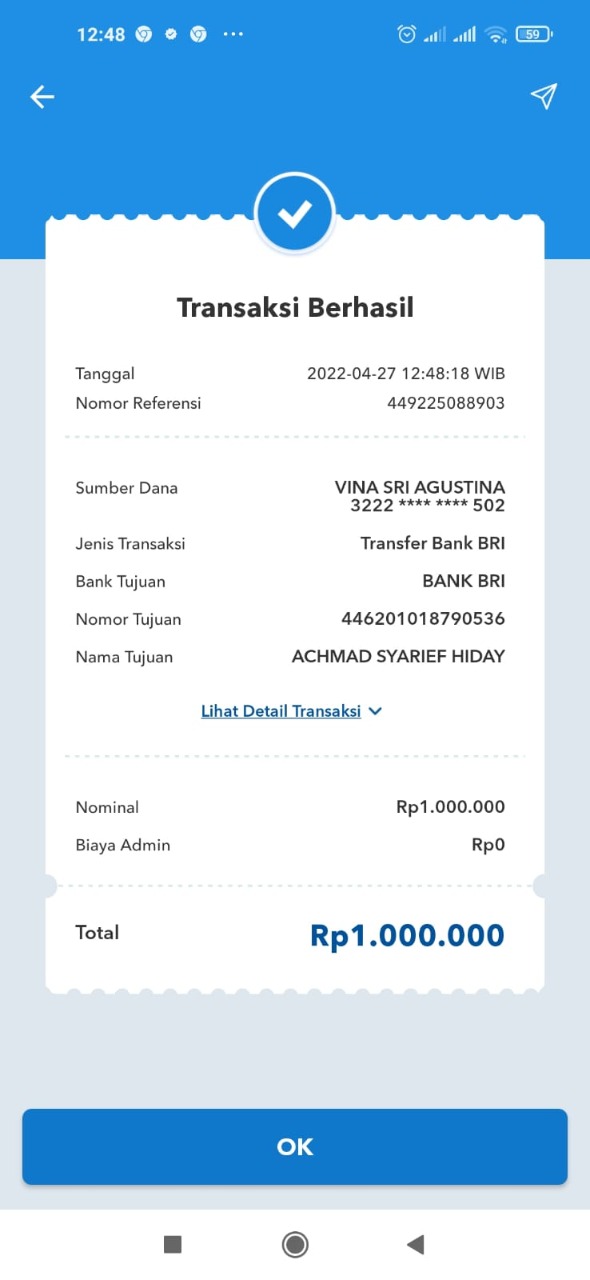 12:48
59
Transaksi Berhasil
Tanggal 2022-04-27 12:48:18 WIB
Nomor Referensi 449225088903
Sumber Dana VINA SRI AGUSTINA
3222 **** **** 502
Jenis Transaksi Transfer Bank BRI
Bank Tujuan BANK BRI
Nomor Tujuan 446201018790536
Nama Tujuan ACHMAD SYARIEF HIDAY
Lihat Detail Transaksi
Nominal Rp1.000.000
Biaya Admin Rp0
Total Rp1.000.000
OK